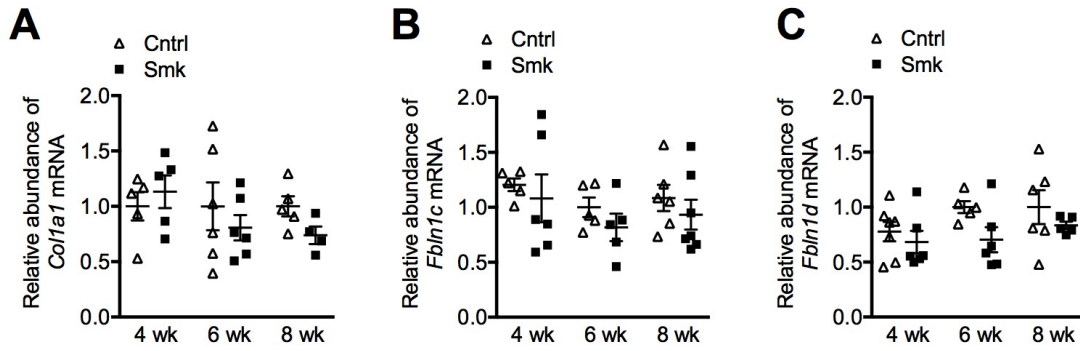 A
Cntrl
Smk
Relative abundance of
Col1a1 mRNA
2.0
1.5
1.0
0.5
0.0
4 wk 6 wk 8 wk
B
Cntrl
Smk
Relative abundance of
Fbln1c mRNA
2.0
1.5
1.0
0.5
0.0
4 wk 6 wk 8 wk
C
Cntrl
Smk
Relative abundance of
Fbln1d mRNA
2.0
1.5
1.0
0.5
0.0
4 wk 6 wk 8 wk